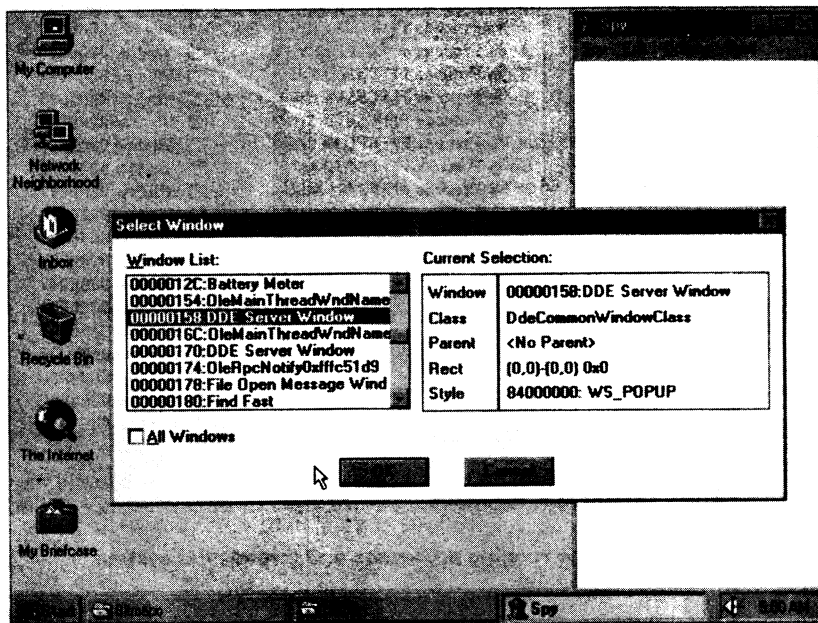 Spy
My Computer
Network
Neighborhood
Inbox
Recycle Bin
The Internet
My Briefcase
Select Window
Window List:
0000012C:Battery Meter
00000154:OleMainThreadWndName
00000158:DDE Server Window
0000016C:OleMainThreadWndName
00000170:DDE Server Window
00000174:OleRpcNotify0xfffc51d9
00000178:File Open Message Wind
00000180:Find Fast
All Windows
Current Selection:
Window 00000158:DDE Server Window
Class DdeCommonWindowClass
Parent <No Parent>
Rect (0,0)-(0,0) 0x0
Style 84000000: WS_POPUP
OK
Cancel
Spy